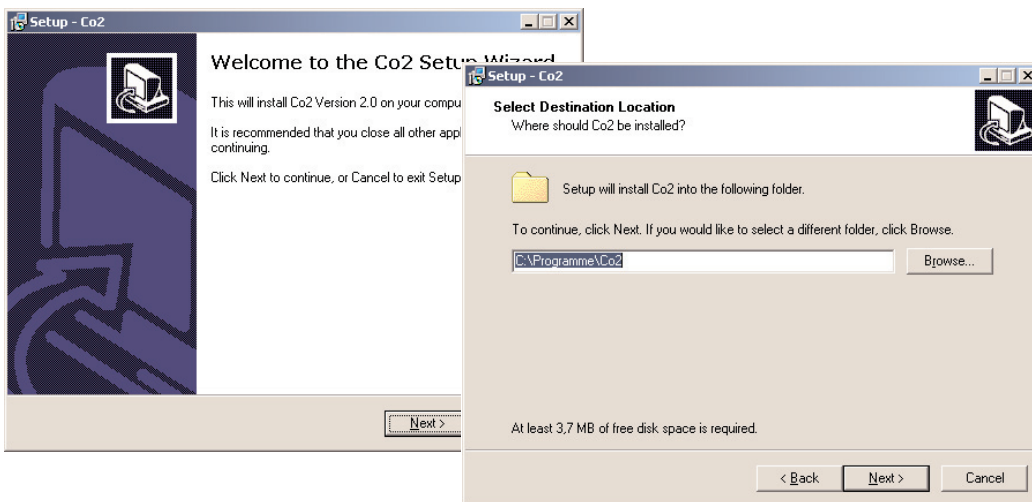 Setup - Co2
Welcome to the Co2 Setup Wizard
This will install Co2 Version 2.0 on your compu
It is recommended that you close all other appl
continuing.
Click Next to continue, or Cancel to exit Setup
Next >
Setup - Co2
Select Destination Location
Where should Co2 be installed?
Setup will install Co2 into the following folder.
To continue, click Next. If you would like to select a different folder, click Browse.
C:\Programme\Co2
Browse...
At least 3,7 MB of free disk space is required.
< Back
Next >
Cancel